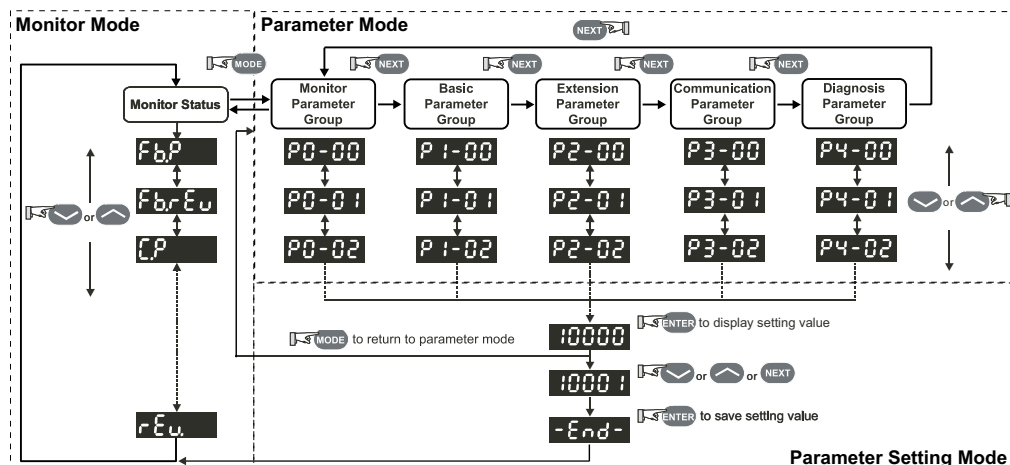 Monitor Mode
Parameter Mode
NEXT
MODE
NEXT
NEXT
NEXT
NEXT
Monitor Status
Monitor
Parameter
Group
Basic
Parameter
Group
Extension
Parameter
Group
Communication
Parameter
Group
Diagnosis
Parameter
Group
Fb.P
P0-00
P1-00
P2-00
P3-00
P4-00
Fb.rEu
P0-01
P1-01
P2-01
P3-01
P4-01
or
or
C.P
P0-02
P1-02
P2-02
P3-02
P4-02
10000
ENTER to display setting value
MODE to return to parameter mode
10001
or or NEXT
rEu.
-End-
ENTER to save setting value
Parameter Setting Mode